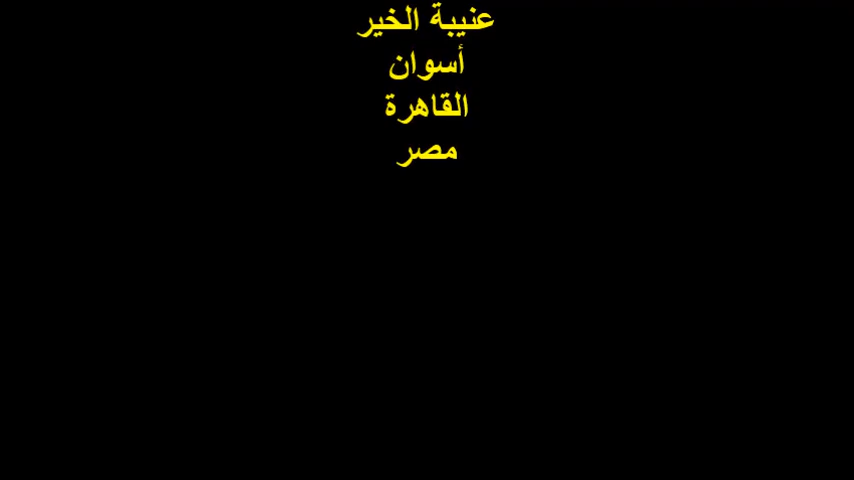 عنيبة الخير
أسوان
القاهرة
مصر